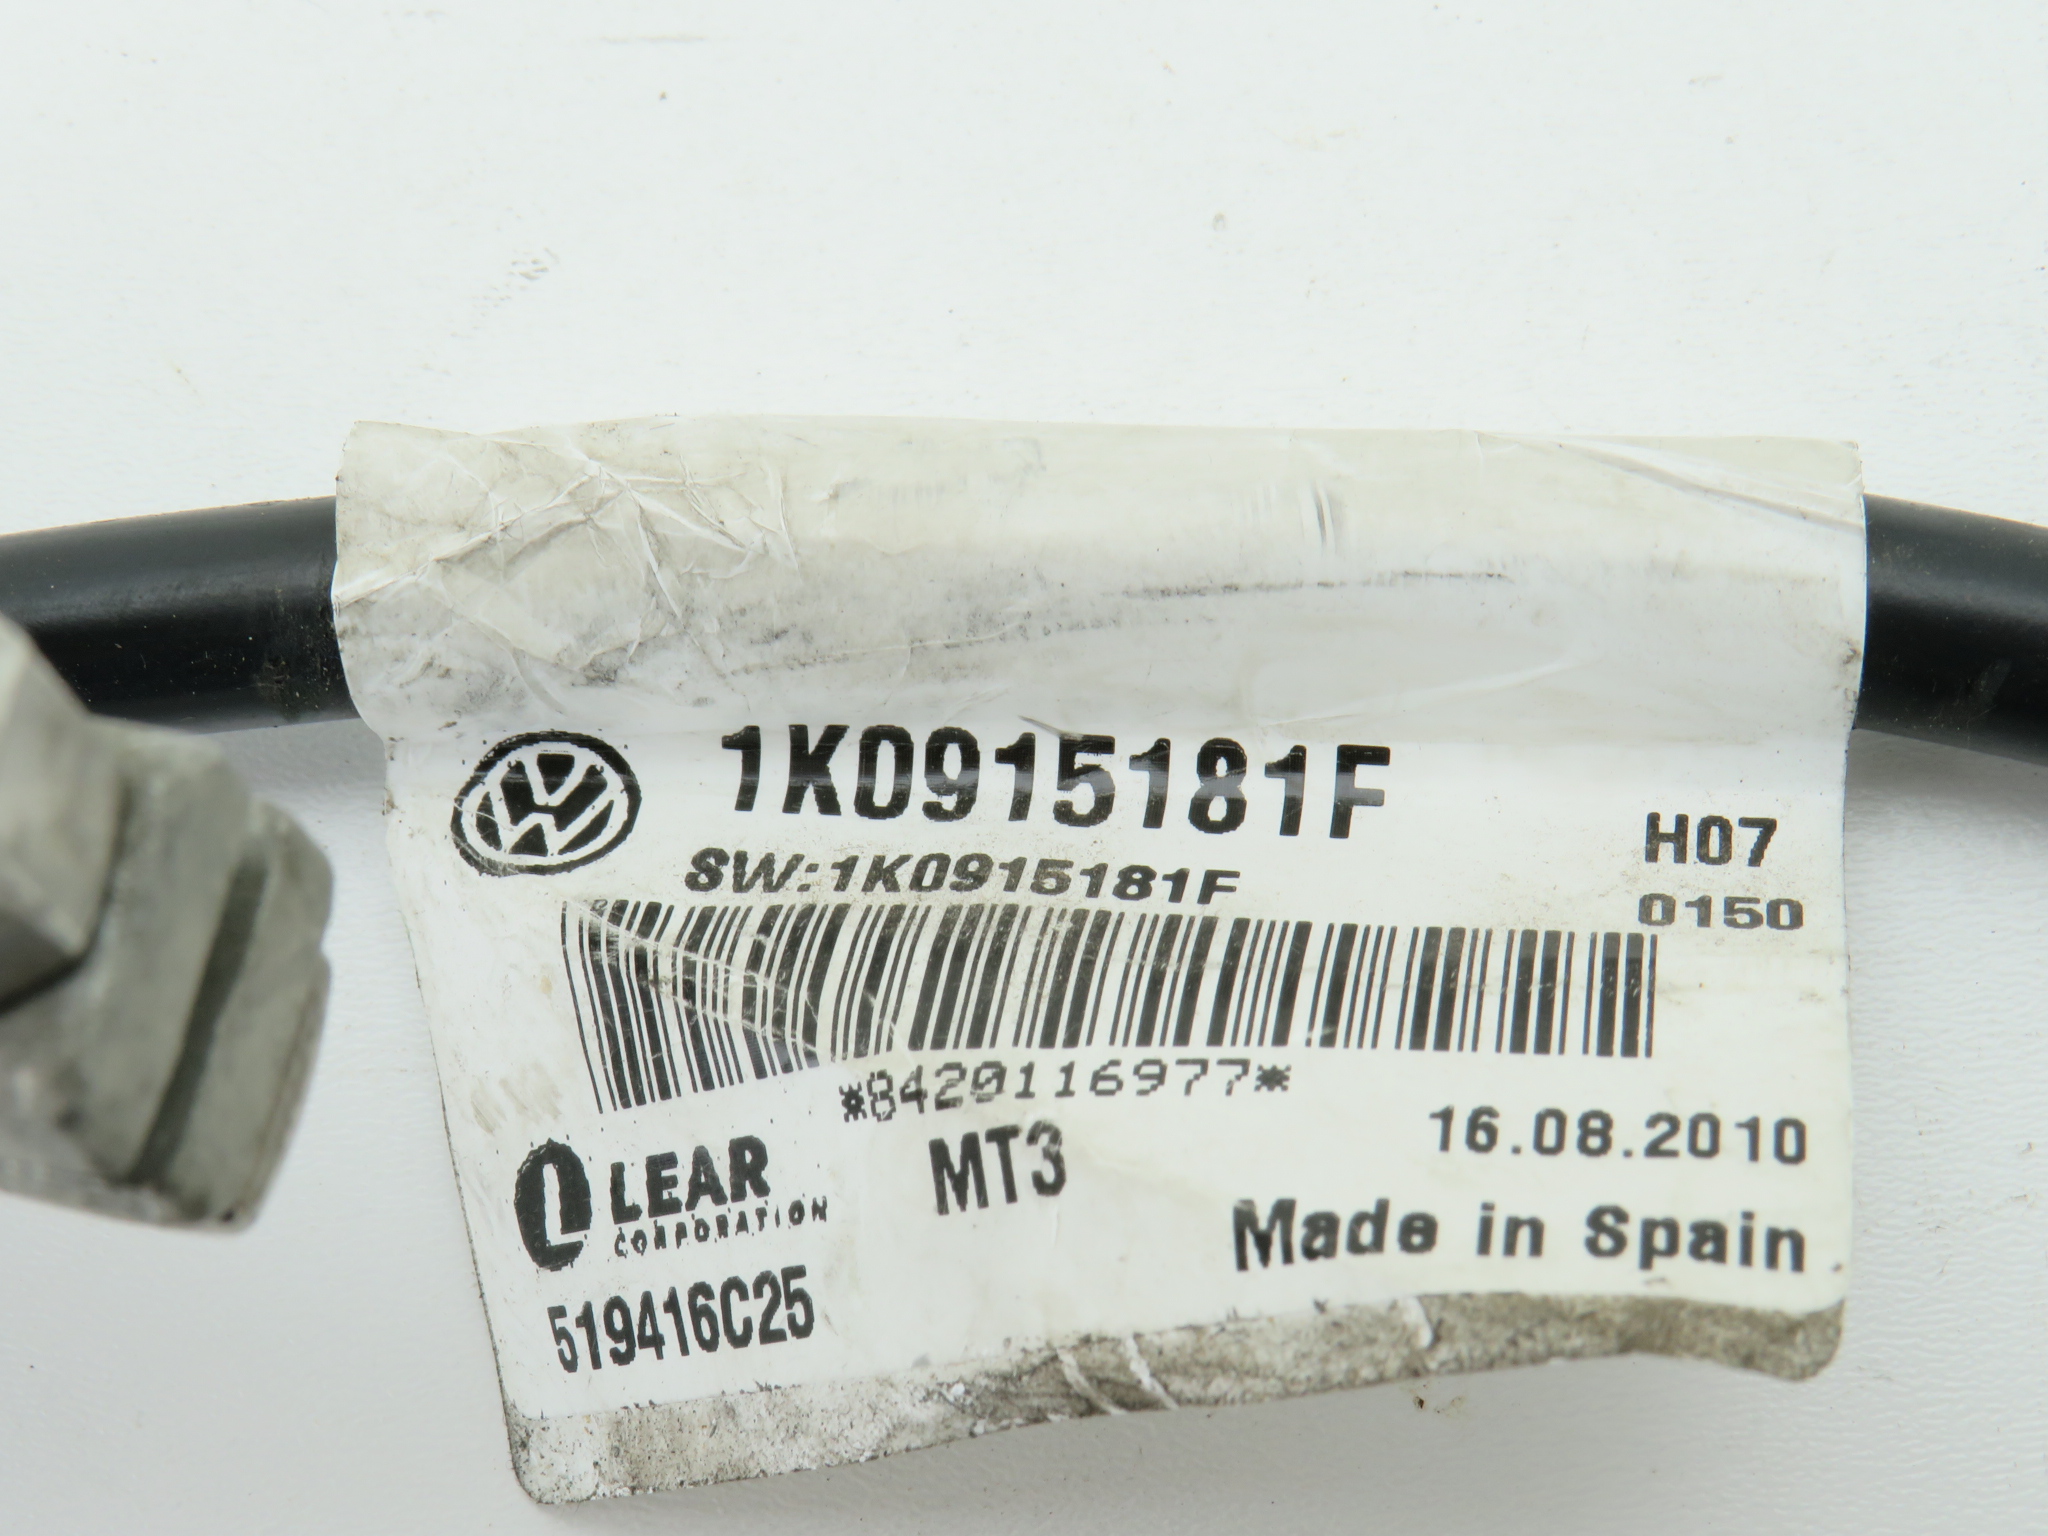 1K0915181F
SW:1K0915181F
H07
0150
*8420116977*
16.08.2010
LEAR
CORPORATION
MT3
Made in Spain
519416C25